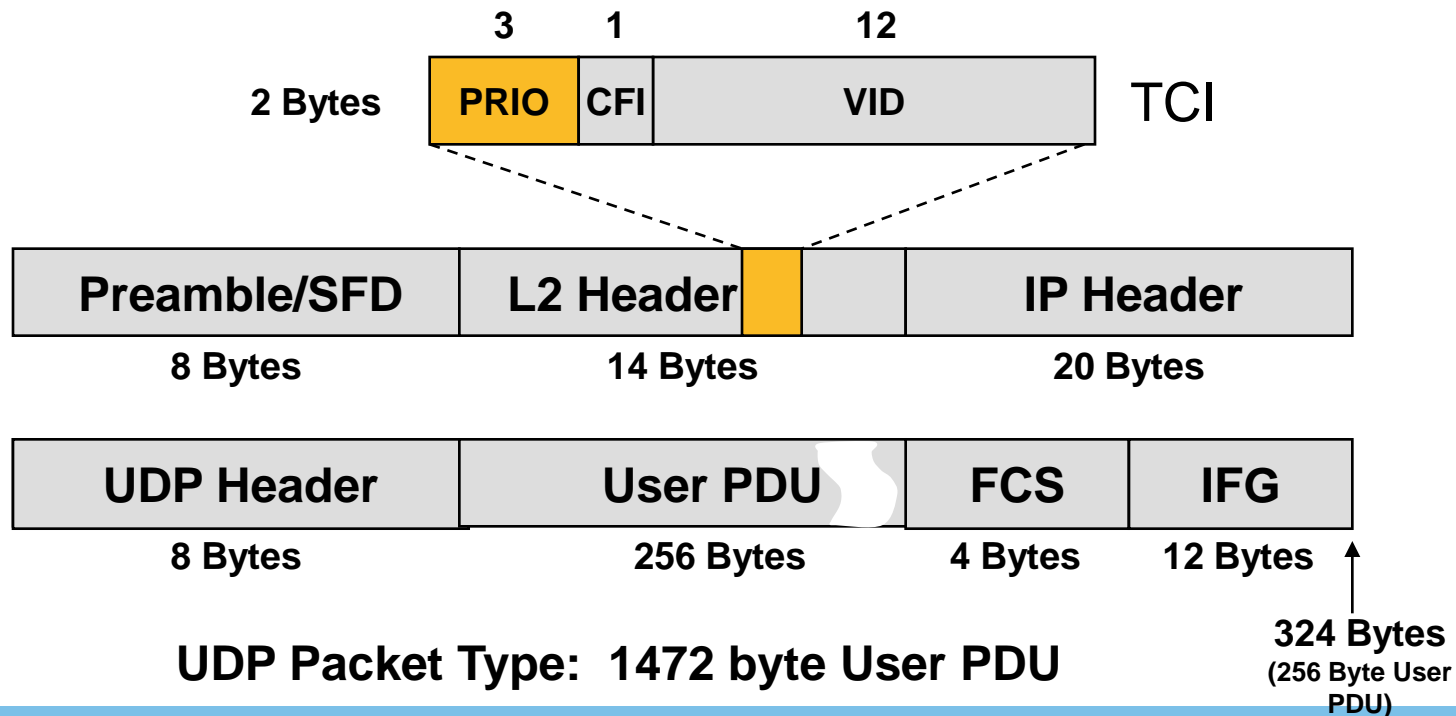 3 1 12
2 Bytes PRIO CFI VID TCI
Preamble/SFD L2 Header IP Header
8 Bytes 14 Bytes 20 Bytes
UDP Header User PDU FCS IFG
8 Bytes 256 Bytes 4 Bytes 12 Bytes
UDP Packet Type: 1472 byte User PDU
324 Bytes
(256 Byte User
PDU)